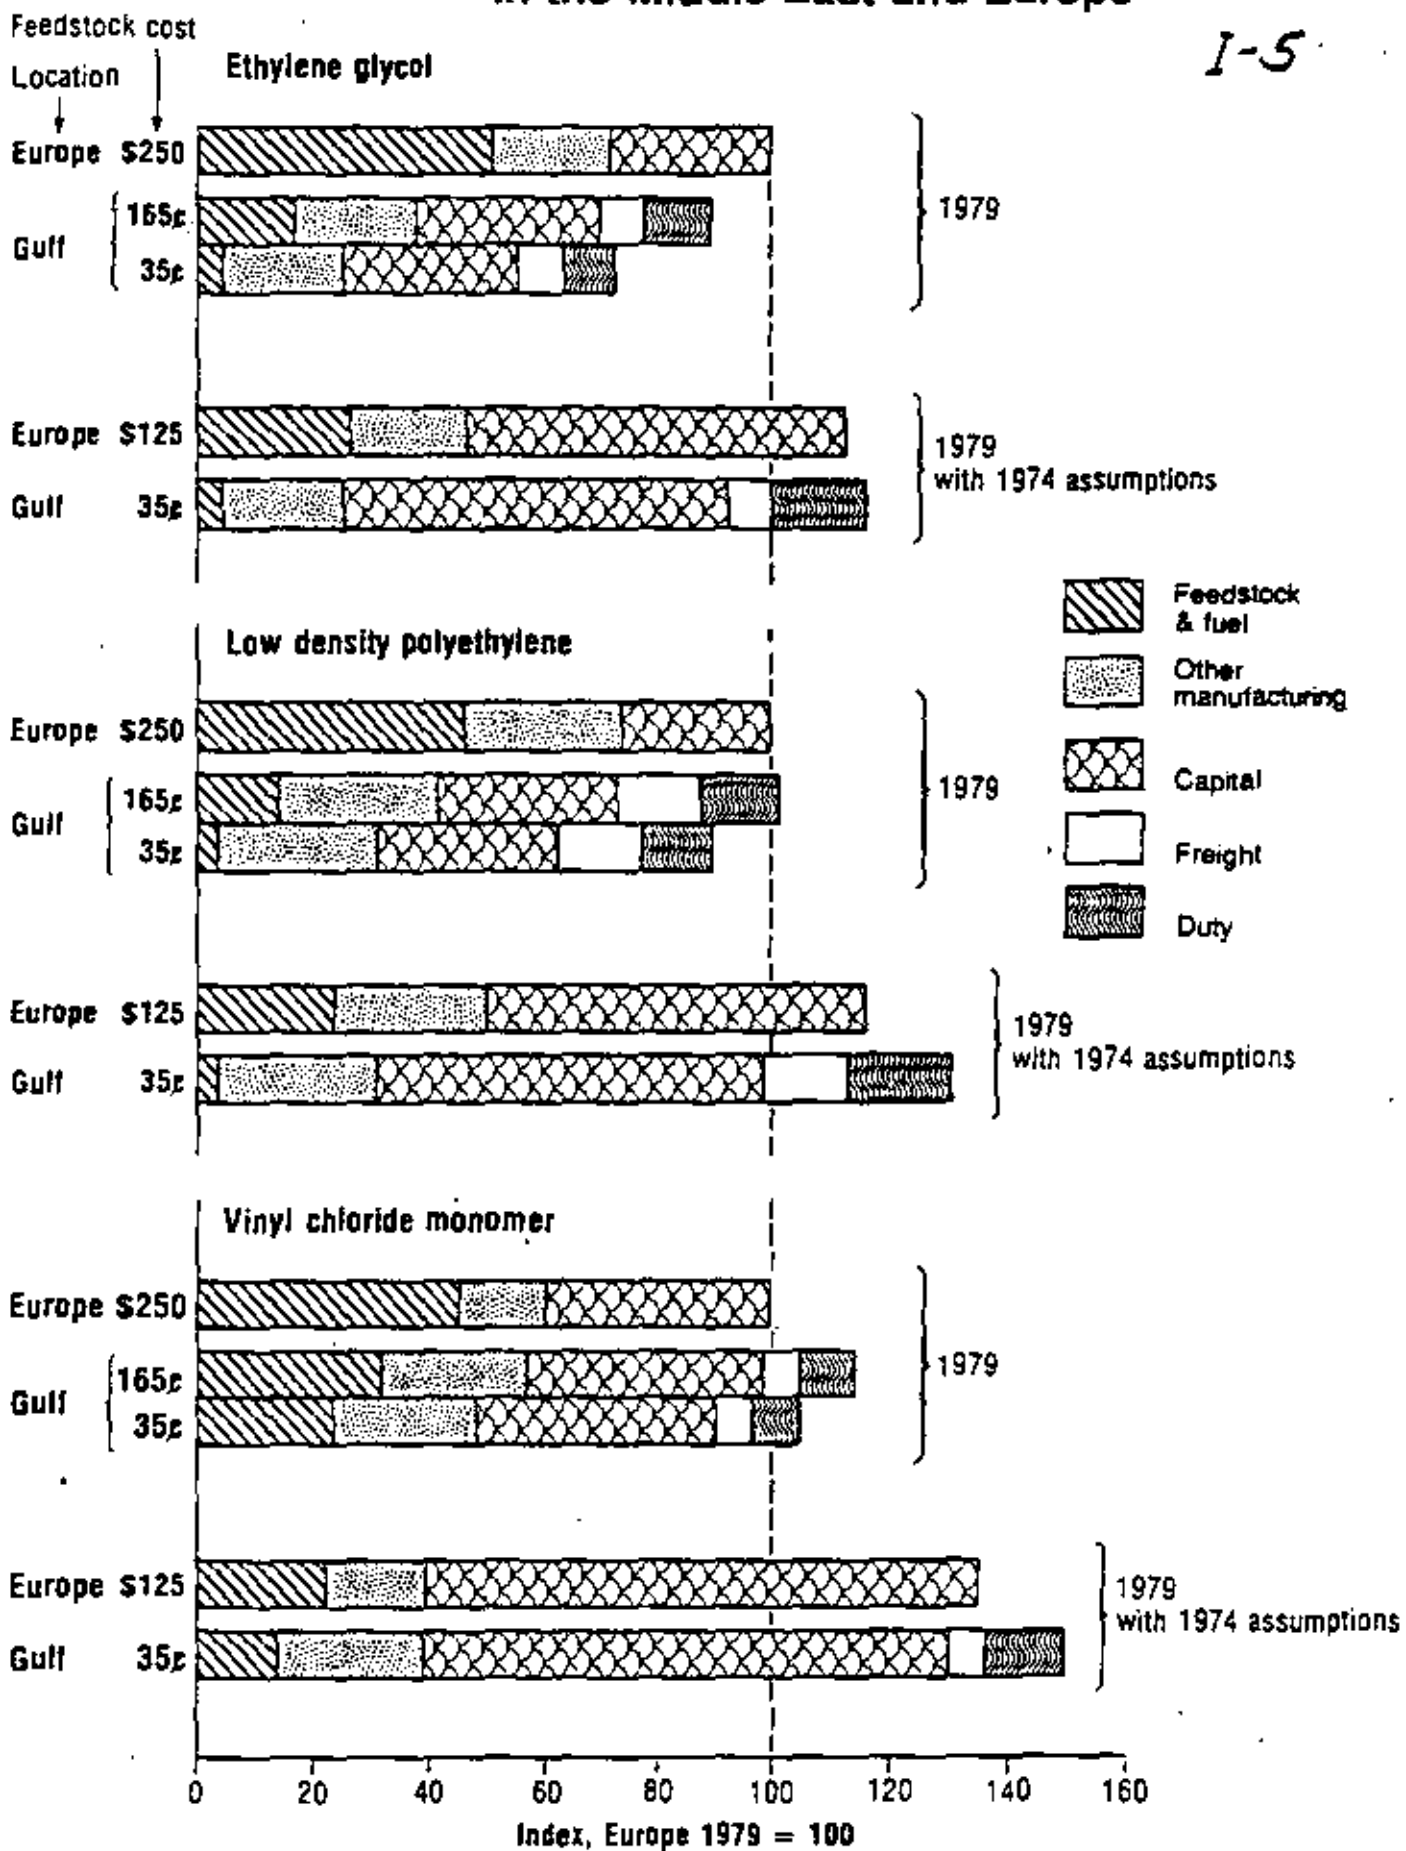 in the Middle East and Europe
I-5
Feedstock cost
Location
Ethylene glycol
Europe $250
165¢
Gulf
35¢
1979
Europe $125
Gulf 35¢
1979
with 1974 assumptions
Feedstock
& fuel
Other
manufacturing
Capital
Freight
Duty
Low density polyethylene
Europe $250
165¢
Gulf
35¢
1979
Europe $125
Gulf 35¢
1979
with 1974 assumptions
Vinyl chloride monomer
Europe $250
165¢
Gulf
35¢
1979
Europe $125
Gulf 35¢
1979
with 1974 assumptions
0 20 40 60 80 100 120 140 160
Index, Europe 1979 = 100